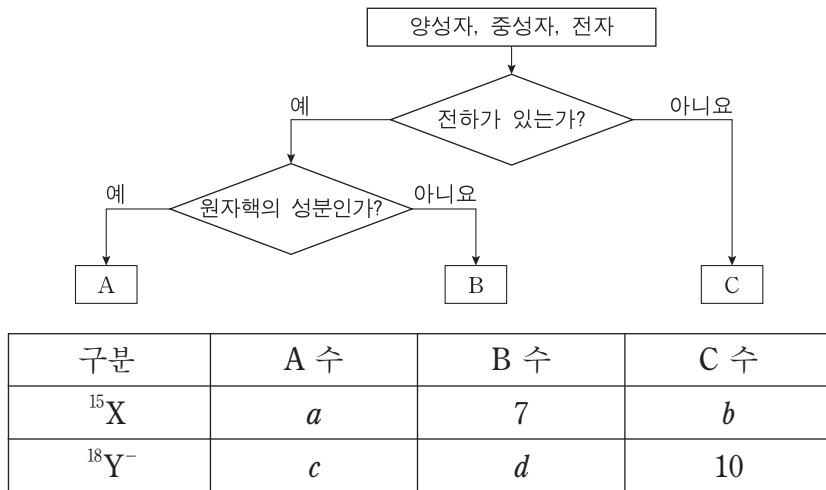 양성자, 중성자, 전자
전하가 있는가?
예
아니요
원자핵의 성분인가?
예
아니요
A
B
C
구분 A 수 B 수 C 수
¹⁵X a 7 b
¹⁸Y⁻ c d 10